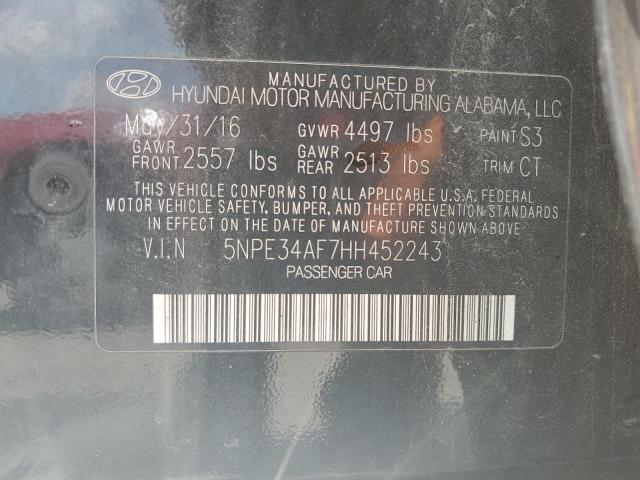 MANUFACTURED BY
HYUNDAI MOTOR MANUFACTURING ALABAMA, LLC
May/31/16 GVWR 4497 lbs PAINT S3
GAWR FRONT 2557 lbs GAWR REAR 2513 lbs TRIM CT
THIS VEHICLE CONFORMS TO ALL APPLICABLE U.S.A. FEDERAL
MOTOR VEHICLE SAFETY, BUMPER, AND THEFT PREVENTION STANDARDS
IN EFFECT ON THE DATE OF MANUFACTURE SHOWN ABOVE
V.I.N 5NPE34AF7HH452243
PASSENGER CAR